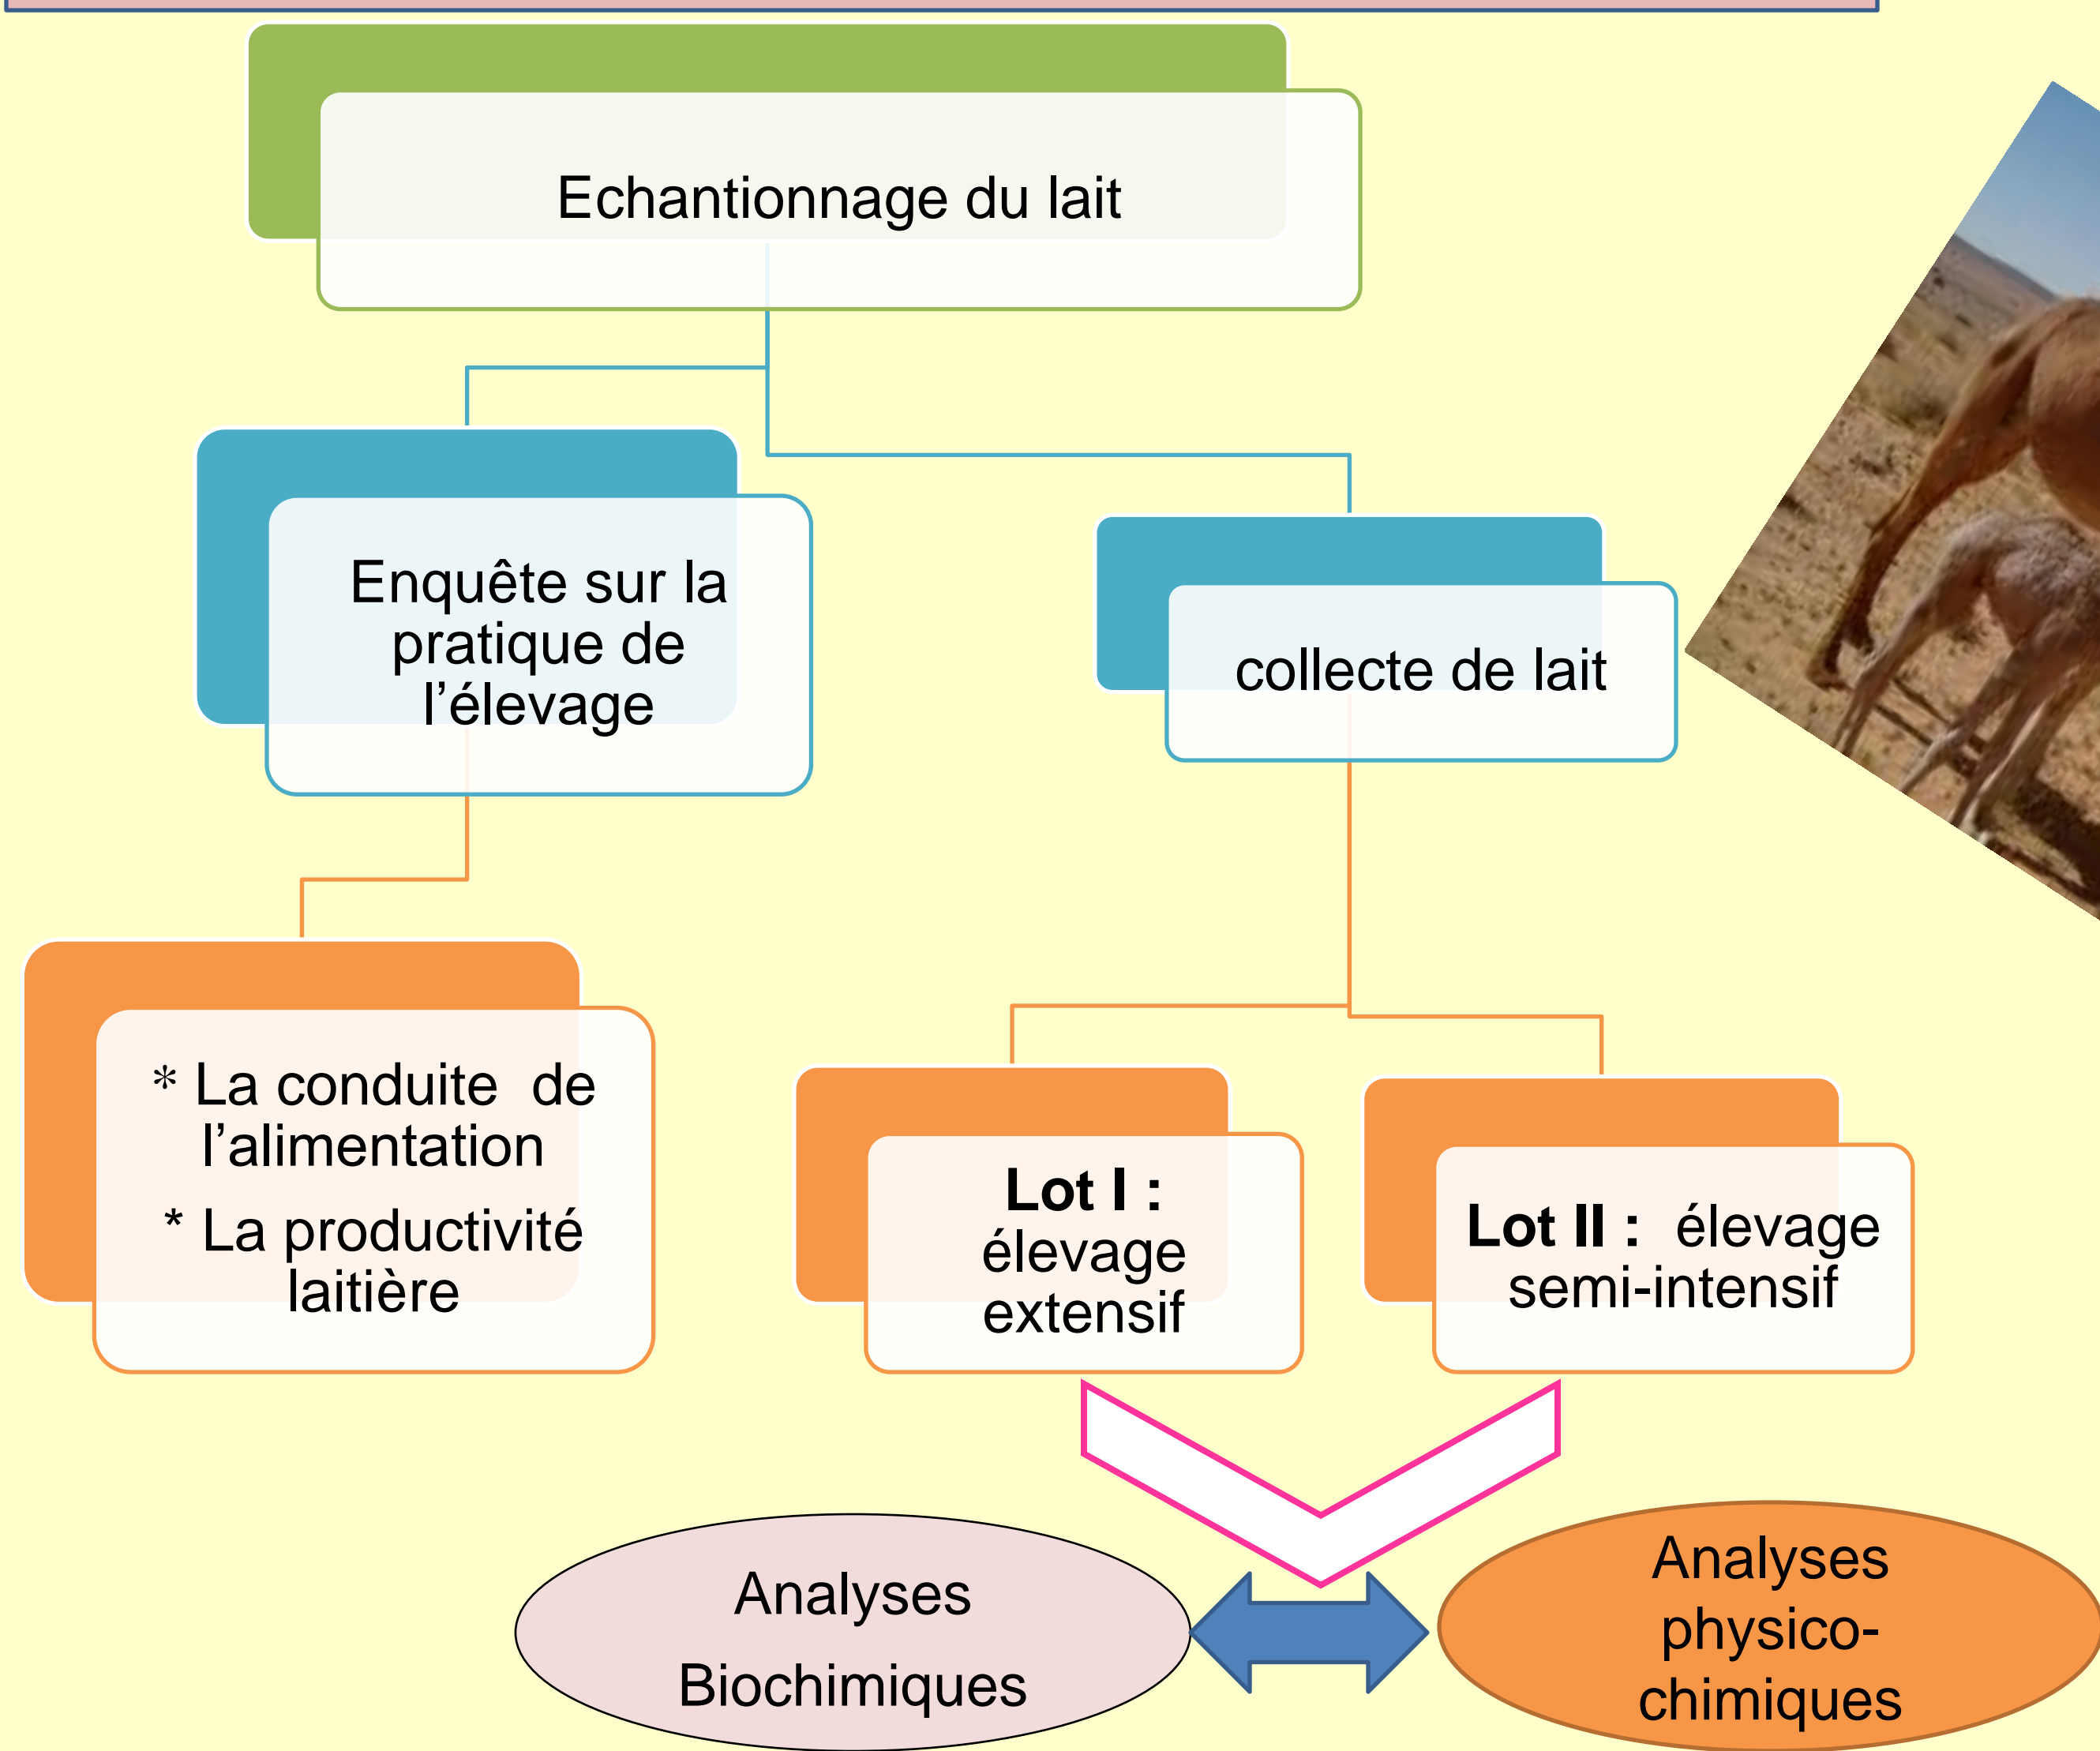 Echantionnage du lait
Enquête sur la
pratique de
l’élevage
collecte de lait
* La conduite  de
l’alimentation
* La productivité
laitière
Lot I :
élevage
extensif
Lot II :  élevage
semi-intensif
Analyses
Biochimiques
Analyses
physico-
chimiques